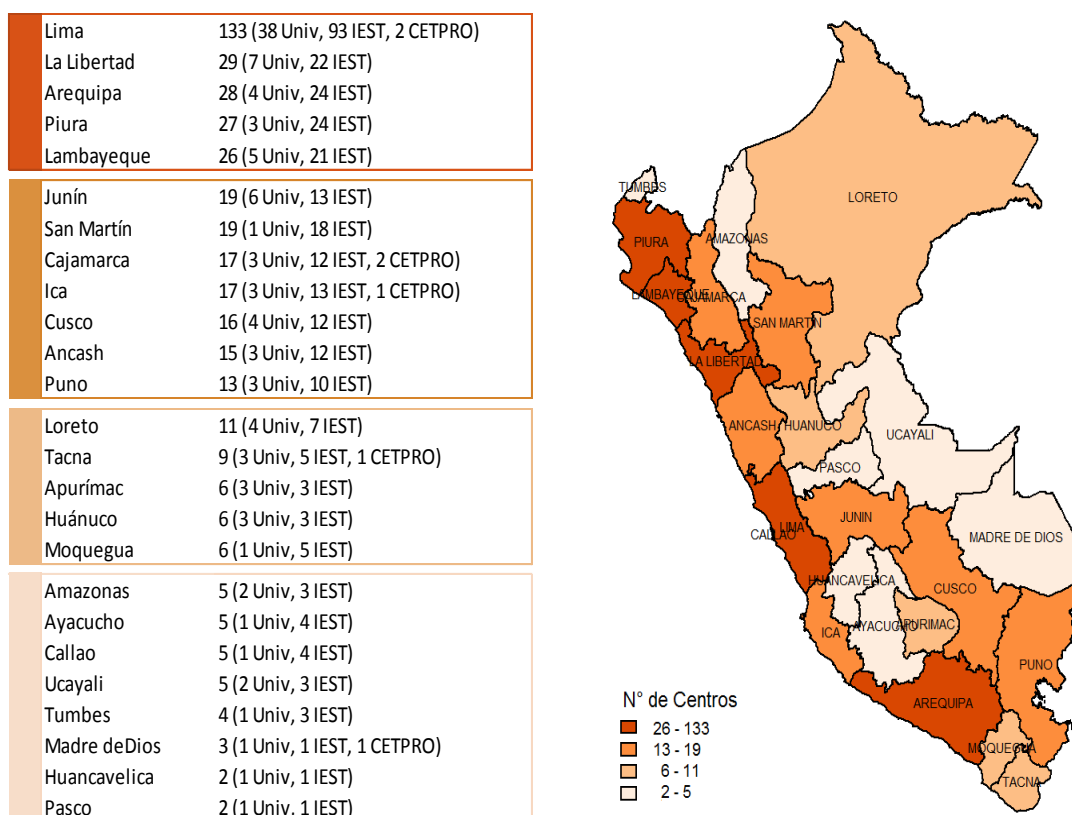 Lima 133 (38 Univ, 93 IEST, 2 CETPRO)
La Libertad 29 (7 Univ, 22 IEST)
Arequipa 28 (4 Univ, 24 IEST)
Piura 27 (3 Univ, 24 IEST)
Lambayeque 26 (5 Univ, 21 IEST)
Junín 19 (6 Univ, 13 IEST)
San Martín 19 (1 Univ, 18 IEST)
Cajamarca 17 (3 Univ, 12 IEST, 2 CETPRO)
Ica 17 (3 Univ, 13 IEST, 1 CETPRO)
Cusco 16 (4 Univ, 12 IEST)
Ancash 15 (3 Univ, 12 IEST)
Puno 13 (3 Univ, 10 IEST)
Loreto 11 (4 Univ, 7 IEST)
Tacna 9 (3 Univ, 5 IEST, 1 CETPRO)
Apurímac 6 (3 Univ, 3 IEST)
Huánuco 6 (3 Univ, 3 IEST)
Moquegua 6 (1 Univ, 5 IEST)
Amazonas 5 (2 Univ, 3 IEST)
Ayacucho 5 (1 Univ, 4 IEST)
Callao 5 (1 Univ, 4 IEST)
Ucayali 5 (2 Univ, 3 IEST)
Tumbes 4 (1 Univ, 3 IEST)
Madre deDios 3 (1 Univ, 1 IEST, 1 CETPRO)
Huancavelica 2 (1 Univ, 1 IEST)
Pasco 2 (1 Univ, 1 IEST)
TUMBES
LORETO
PIURA
AMAZONAS
LAMBAYEQUE
CAJAMARCA
SAN MARTIN
LA LIBERTAD
ANCASH
HUANUCO
UCAYALI
PASCO
LIMA
CALLAO
JUNIN
MADRE DE DIOS
HUANCAVELICA
CUSCO
ICA
AYACUCHO
APURIMAC
PUNO
AREQUIPA
MOQUEGUA
TACNA
N° de Centros
26 - 133
13 - 19
6 - 11
2 - 5